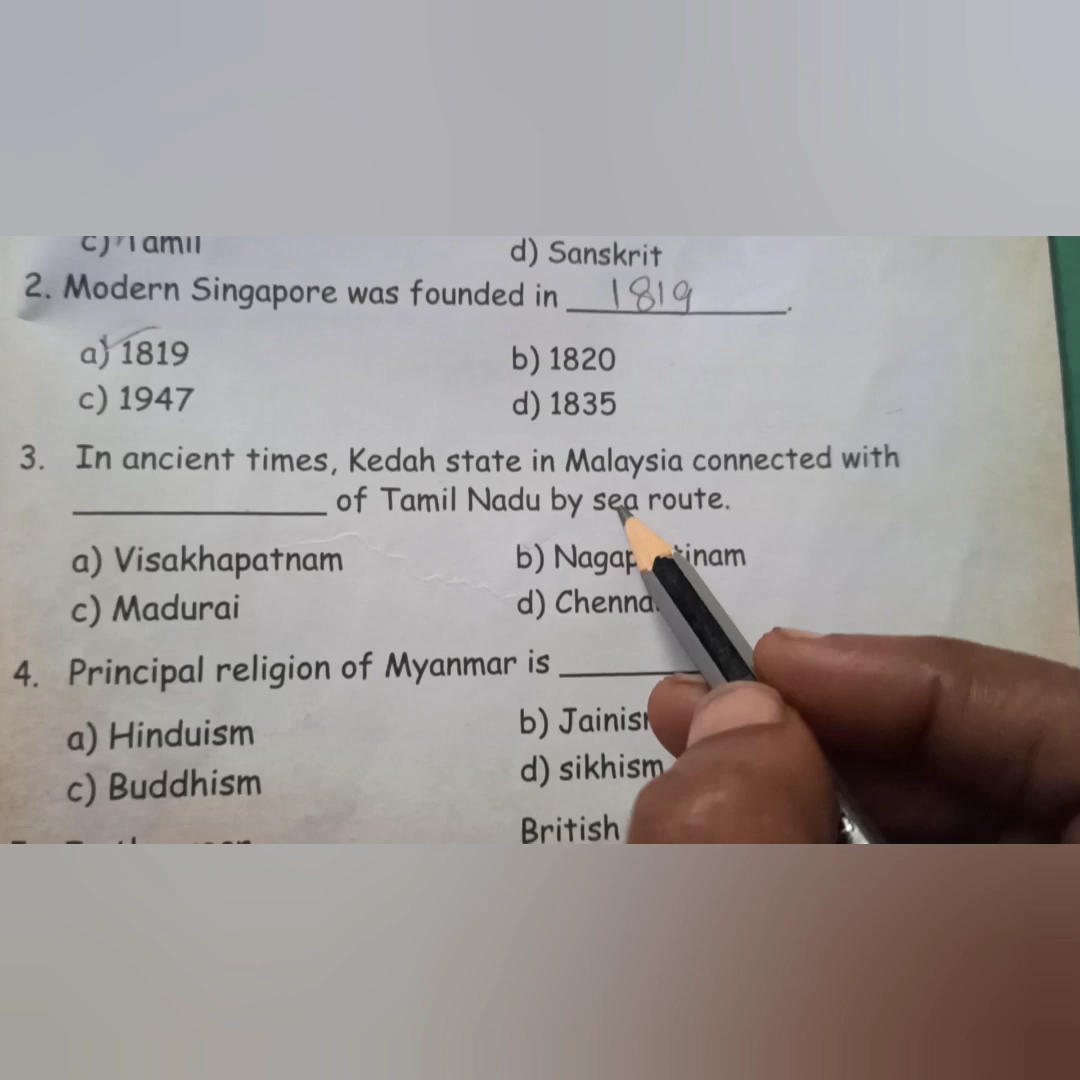 c) Tamil d) Sanskrit
2. Modern Singapore was founded in 1819.
a) 1819 b) 1820
c) 1947 d) 1835
3. In ancient times, Kedah state in Malaysia connected with
of Tamil Nadu by sea route.
a) Visakhapatnam b)
c) Madurai d)
4. Principal religion of Myanmar is
a) Hinduism b)
c) Buddhism d) sikhism
British